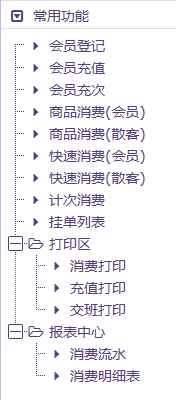 常用功能
会员登记
会员充值
会员充次
商品消费(会员)
商品消费(散客)
快速消费(会员)
快速消费(散客)
计次消费
挂单列表
打印区
消费打印
充值打印
交班打印
报表中心
消费流水
消费明细表